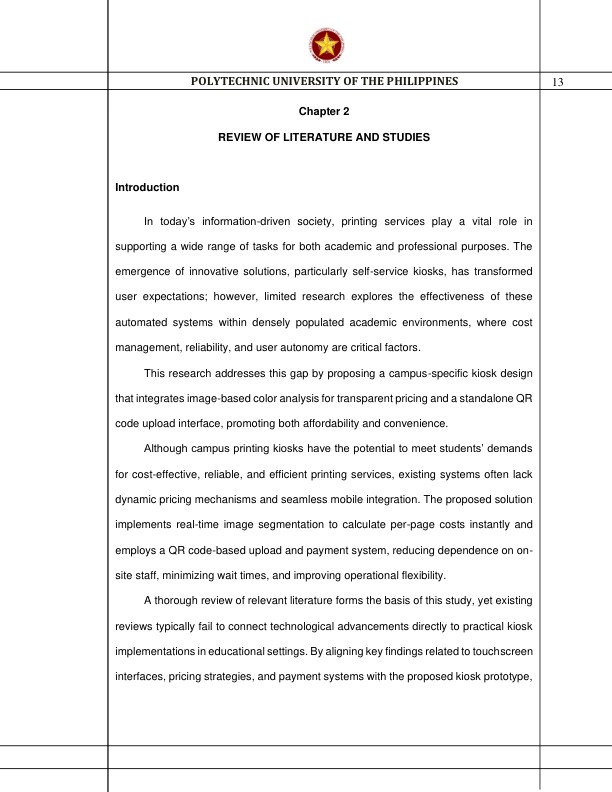 POLYTECHNIC UNIVERSITY OF THE PHILIPPINES
13
Chapter 2
REVIEW OF LITERATURE AND STUDIES
Introduction
In today’s information-driven society, printing services play a vital role in
supporting a wide range of tasks for both academic and professional purposes. The
emergence of innovative solutions, particularly self-service kiosks, has transformed
user expectations; however, limited research explores the effectiveness of these
automated systems within densely populated academic environments, where cost
management, reliability, and user autonomy are critical factors.
This research addresses this gap by proposing a campus-specific kiosk design
that integrates image-based color analysis for transparent pricing and a standalone QR
code upload interface, promoting both affordability and convenience.
Although campus printing kiosks have the potential to meet students’ demands
for cost-effective, reliable, and efficient printing services, existing systems often lack
dynamic pricing mechanisms and seamless mobile integration. The proposed solution
implements real-time image segmentation to calculate per-page costs instantly and
employs a QR code-based upload and payment system, reducing dependence on on-
site staff, minimizing wait times, and improving operational flexibility.
A thorough review of relevant literature forms the basis of this study, yet existing
reviews typically fail to connect technological advancements directly to practical kiosk
implementations in educational settings. By aligning key findings related to touchscreen
interfaces, pricing strategies, and payment systems with the proposed kiosk prototype,